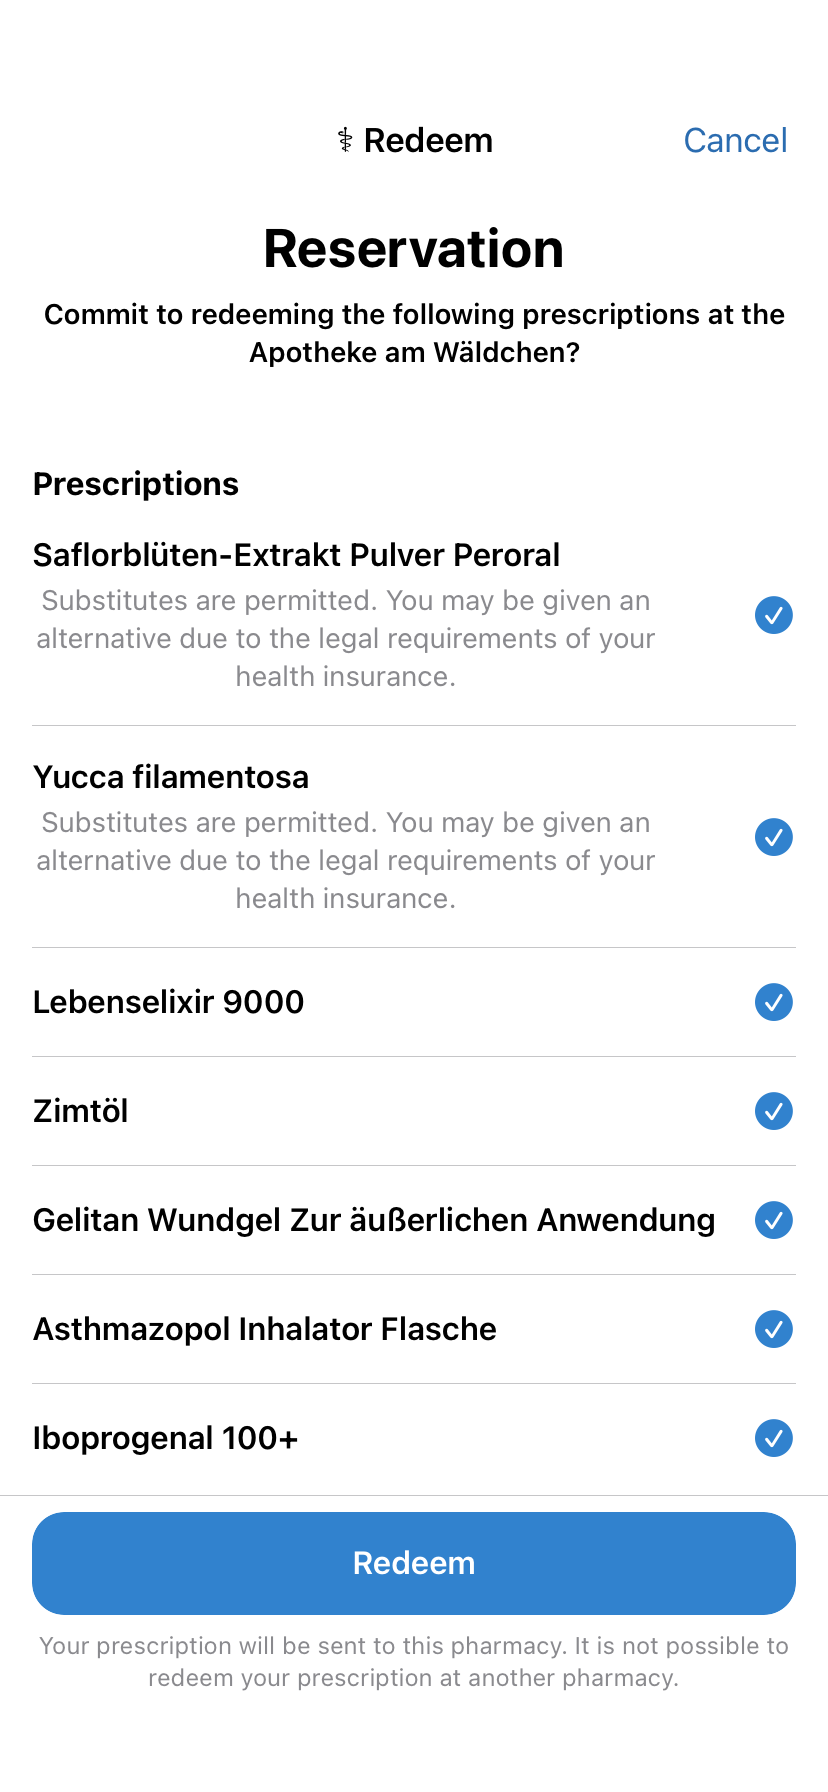 ⚕ Redeem
Cancel
Reservation
Commit to redeeming the following prescriptions at the
Apotheke am Wäldchen?
Prescriptions
Saflorblüten-Extrakt Pulver Peroral
Substitutes are permitted. You may be given an
alternative due to the legal requirements of your
health insurance.
Yucca filamentosa
Substitutes are permitted. You may be given an
alternative due to the legal requirements of your
health insurance.
Lebenselixir 9000
Zimtöl
Gelitan Wundgel Zur äußerlichen Anwendung
Asthmazopol Inhalator Flasche
Iboprogenal 100+
Redeem
Your prescription will be sent to this pharmacy. It is not possible to
redeem your prescription at another pharmacy.